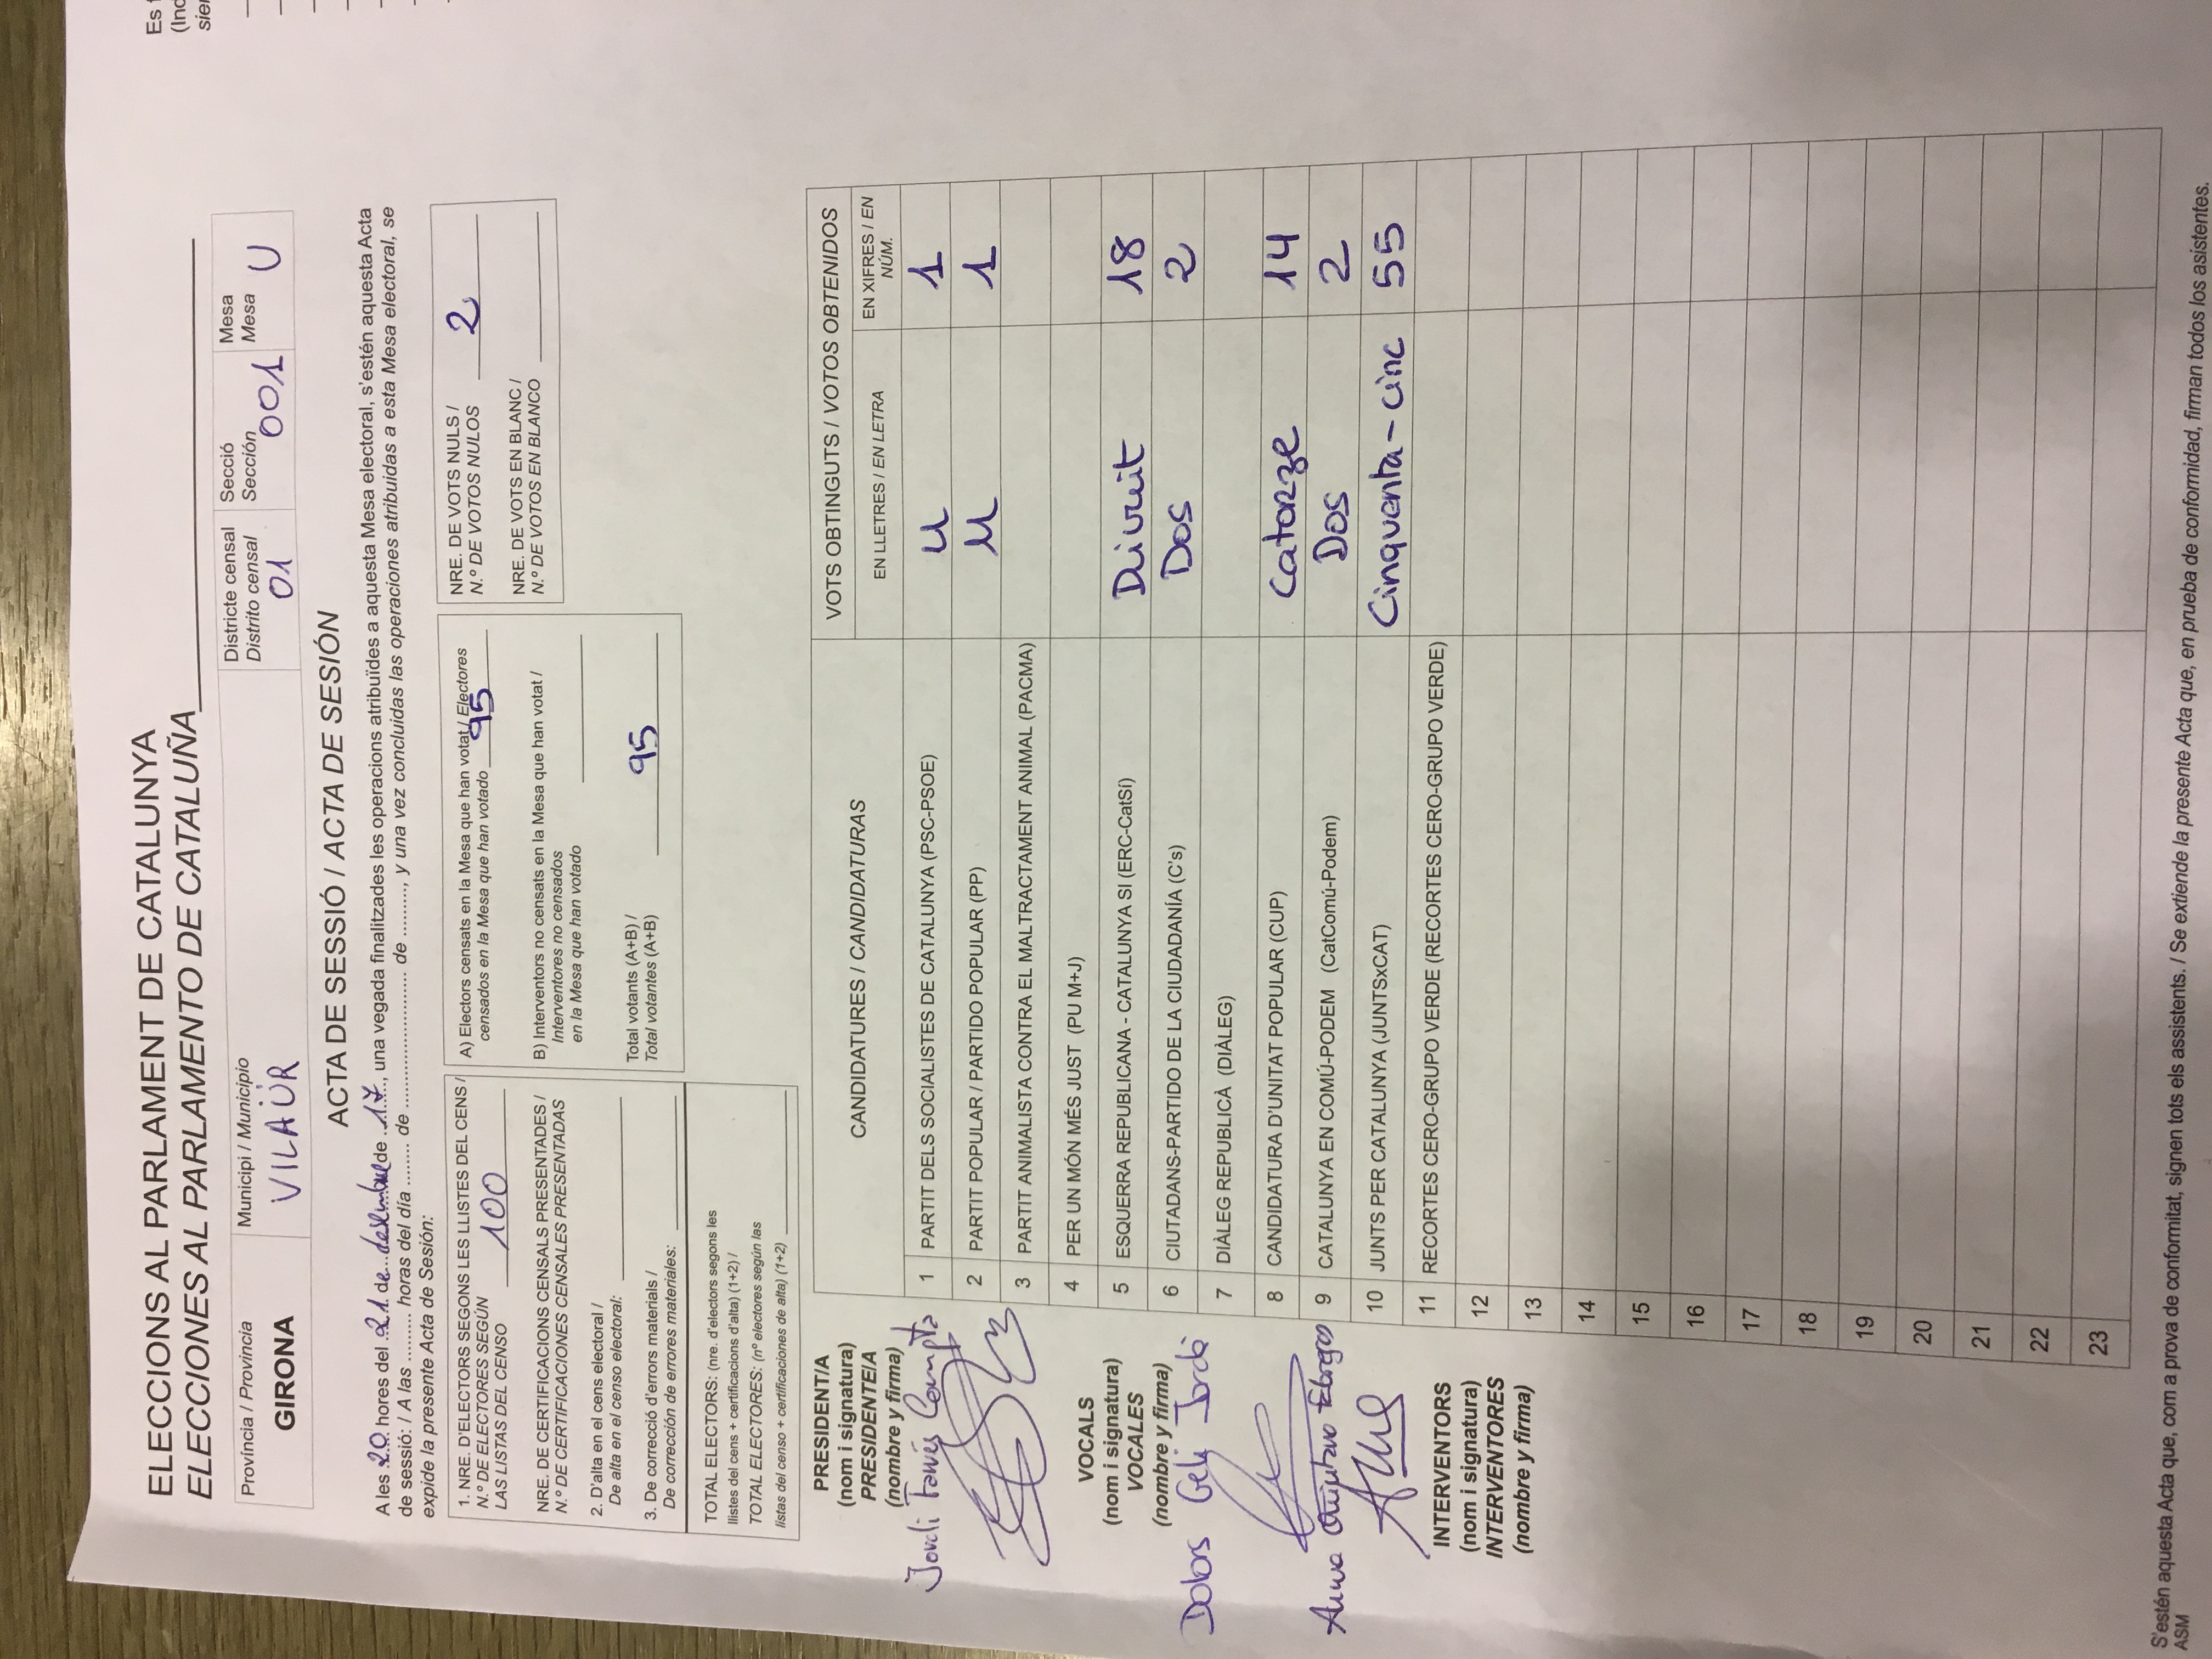 ELECCIONS AL PARLAMENT DE CATALUNYA
ELECCIONES AL PARLAMENTO DE CATALUÑA
Es
(Ind
sien
Província / Provincia
GIRONA
Municipi / Municipio
VILAÜR
Districte censal
Distrito censal
01
Secció
Sección
001
Mesa
Mesa
U
ACTA DE SESSIÓ / ACTA DE SESIÓN
A les 20 hores del 21 de desembre de 17, una vegada finalitzades les operacions atribuïdes a aquesta Mesa electoral, s'estén aquesta Acta
de sessió: / A las ......... horas del día ........ de ........................... de ........., y una vez concluidas las operaciones atribuidas a esta Mesa electoral, se
expide la presente Acta de Sesión:
1. NRE. D'ELECTORS SEGONS LES LLISTES DEL CENS /
N.º DE ELECTORES SEGÚN
LAS LISTAS DEL CENSO 100
NRE. DE CERTIFICACIONS CENSALS PRESENTADES /
N.º DE CERTIFICACIONES CENSALES PRESENTADAS
2. D'alta en el cens electoral /
De alta en el censo electoral:
3. De correcció d'errors materials /
De corrección de errores materiales:
TOTAL ELECTORS: (nre. d'electors segons les
llistes del cens + certificacions d'alta) (1+2) /
TOTAL ELECTORES: (nº electores según las
listas del censo + certificaciones de alta) (1+2)
A) Electors censats en la Mesa que han votat / Electores
censados en la Mesa que han votado 95
B) Interventors no censats en la Mesa que han votat /
Interventores no censados
en la Mesa que han votado
Total votants (A+B) /
Total votantes (A+B) 95
NRE. DE VOTS NULS /
N.º DE VOTOS NULOS 2
NRE. DE VOTS EN BLANC /
N.º DE VOTOS EN BLANCO
PRESIDENT/A
(nom i signatura)
PRESIDENTE/A
(nombre y firma)
Jordi Compta
VOCALS
(nom i signatura)
VOCALES
(nombre y firma)
Dolors Geli Jordà
Anna Quintana
INTERVENTORS
(nom i signatura)
INTERVENTORES
(nombre y firma)
CANDIDATURES / CANDIDATURAS
VOTS OBTINGUTS / VOTOS OBTENIDOS
EN LLETRES / EN LETRA
EN XIFRES / EN
NÚM.
1 PARTIT DELS SOCIALISTES DE CATALUNYA (PSC-PSOE) U 1
2 PARTIT POPULAR / PARTIDO POPULAR (PP) U 1
3 PARTIT ANIMALISTA CONTRA EL MALTRACTAMENT ANIMAL (PACMA)
4 PER UN MÓN MÉS JUST (PU M+J)
5 ESQUERRA REPUBLICANA - CATALUNYA SI (ERC-CatSí) Divuit 18
6 CIUTADANS-PARTIDO DE LA CIUDADANÍA (C's) Dos 2
7 DIÀLEG REPUBLICÀ (DIÀLEG)
8 CANDIDATURA D'UNITAT POPULAR (CUP) Catorze 14
9 CATALUNYA EN COMÚ-PODEM (CatComú-Podem) Dos 2
10 JUNTS PER CATALUNYA (JUNTSxCAT) Cinquanta-cinc 55
11 RECORTES CERO-GRUPO VERDE (RECORTES CERO-GRUPO VERDE)
12
13
14
15
16
17
18
19
20
21
22
23
S'estén aquesta Acta que, com a prova de conformitat, signen tots els assistents. / Se extiende la presente Acta que, en prueba de conformidad, firman todos los asistentes.
ASM